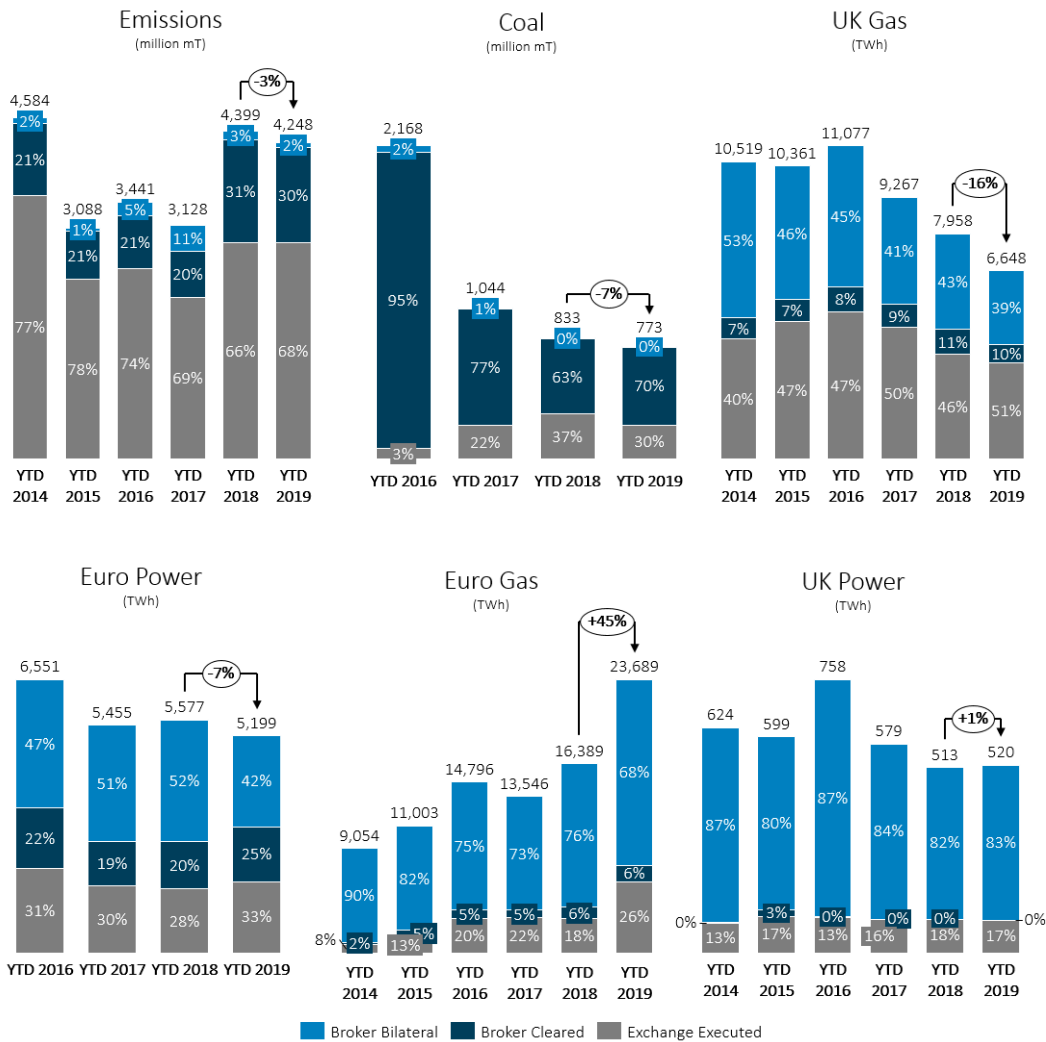 Emissions
(million mT)
-3%
4,584
3,088
3,441
3,128
4,399
4,248
2%
1%
5%
11%
3%
2%
21%
21%
21%
20%
31%
30%
77%
78%
74%
69%
66%
68%
YTD 2014
YTD 2015
YTD 2016
YTD 2017
YTD 2018
YTD 2019
Coal
(million mT)
-7%
2,168
1,044
833
773
2%
1%
0%
0%
95%
77%
63%
70%
3%
22%
37%
30%
YTD 2016
YTD 2017
YTD 2018
YTD 2019
UK Gas
(TWh)
-16%
10,519
10,361
11,077
9,267
7,958
6,648
53%
46%
45%
41%
43%
39%
7%
7%
8%
9%
11%
10%
40%
47%
47%
50%
46%
51%
YTD 2014
YTD 2015
YTD 2016
YTD 2017
YTD 2018
YTD 2019
Euro Power
(TWh)
-7%
6,551
5,455
5,577
5,199
47%
51%
52%
42%
22%
19%
20%
25%
31%
30%
28%
33%
YTD 2016
YTD 2017
YTD 2018
YTD 2019
Euro Gas
(TWh)
+45%
9,054
11,003
14,796
13,546
16,389
23,689
90%
82%
75%
73%
76%
68%
2%
5%
5%
5%
6%
6%
8%
13%
20%
22%
18%
26%
YTD 2014
YTD 2015
YTD 2016
YTD 2017
YTD 2018
YTD 2019
UK Power
(TWh)
+1%
624
599
758
579
513
520
87%
80%
87%
84%
82%
83%
0%
3%
0%
0%
0%
0%
13%
17%
13%
16%
18%
17%
YTD 2014
YTD 2015
YTD 2016
YTD 2017
YTD 2018
YTD 2019
Broker Bilateral
Broker Cleared
Exchange Executed